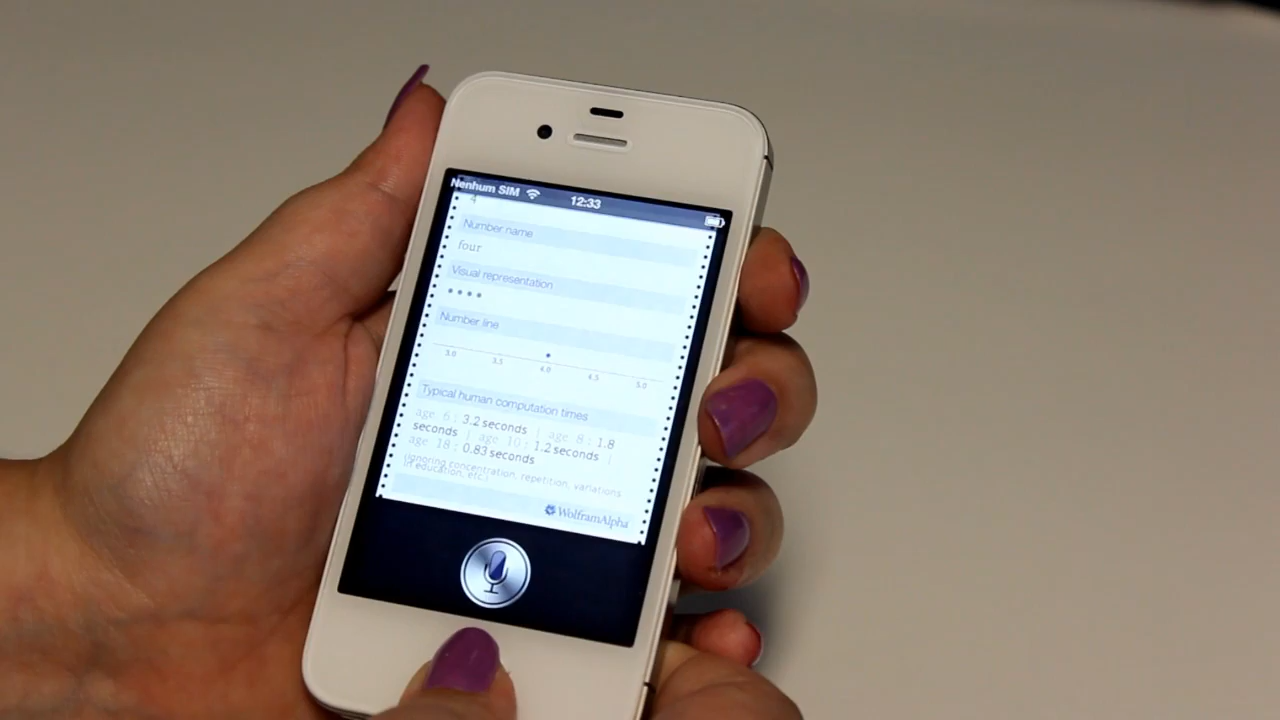 Nenhum SIM 12:33
4
Number name
four
Visual representation
Number line
3.0 3.5 4.0 4.5 5.0
Typical human computation times
age 6: 3.2 seconds | age 8: 1.8
seconds | age 10: 1.2 seconds |
age 18: 0.83 seconds
(ignoring concentration, repetition, variations
in education, etc.)
WolframAlpha